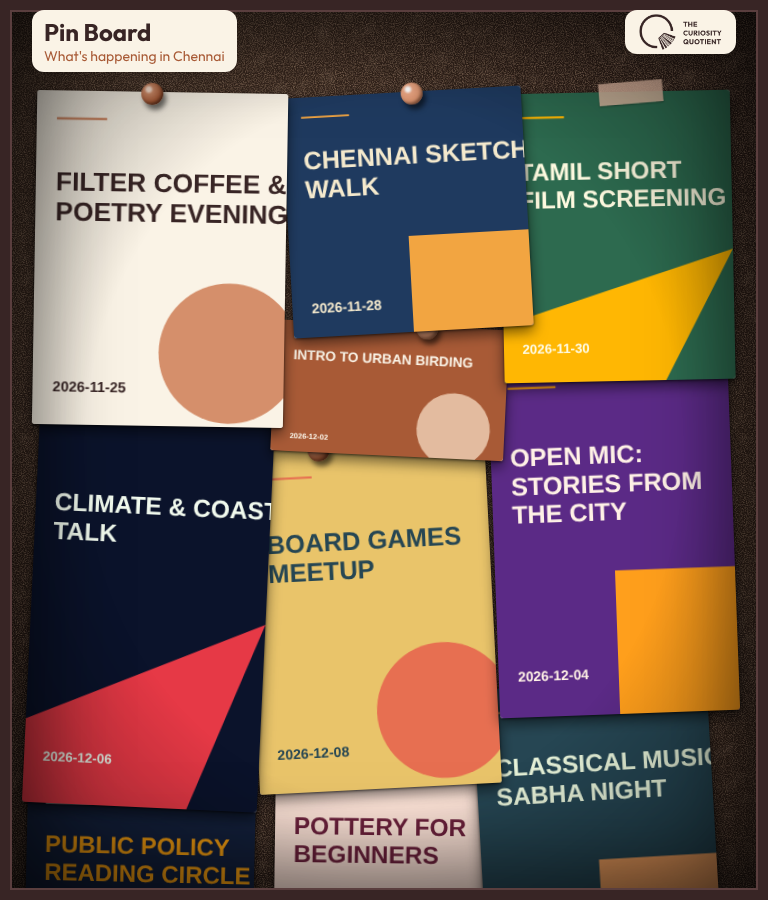 Pin Board
What's happening in Chennai
THE
CURIOSITY
QUOTIENT
FILTER COFFEE &
POETRY EVENING
2026-11-25
CHENNAI SKETCH
WALK
2026-11-28
TAMIL SHORT
FILM SCREENING
2026-11-30
INTRO TO URBAN BIRDING
2026-12-02
OPEN MIC:
STORIES FROM
THE CITY
2026-12-04
CLIMATE & COAST
TALK
2026-12-06
BOARD GAMES
MEETUP
2026-12-08
CLASSICAL MUSIC
SABHA NIGHT
PUBLIC POLICY
READING CIRCLE
POTTERY FOR
BEGINNERS